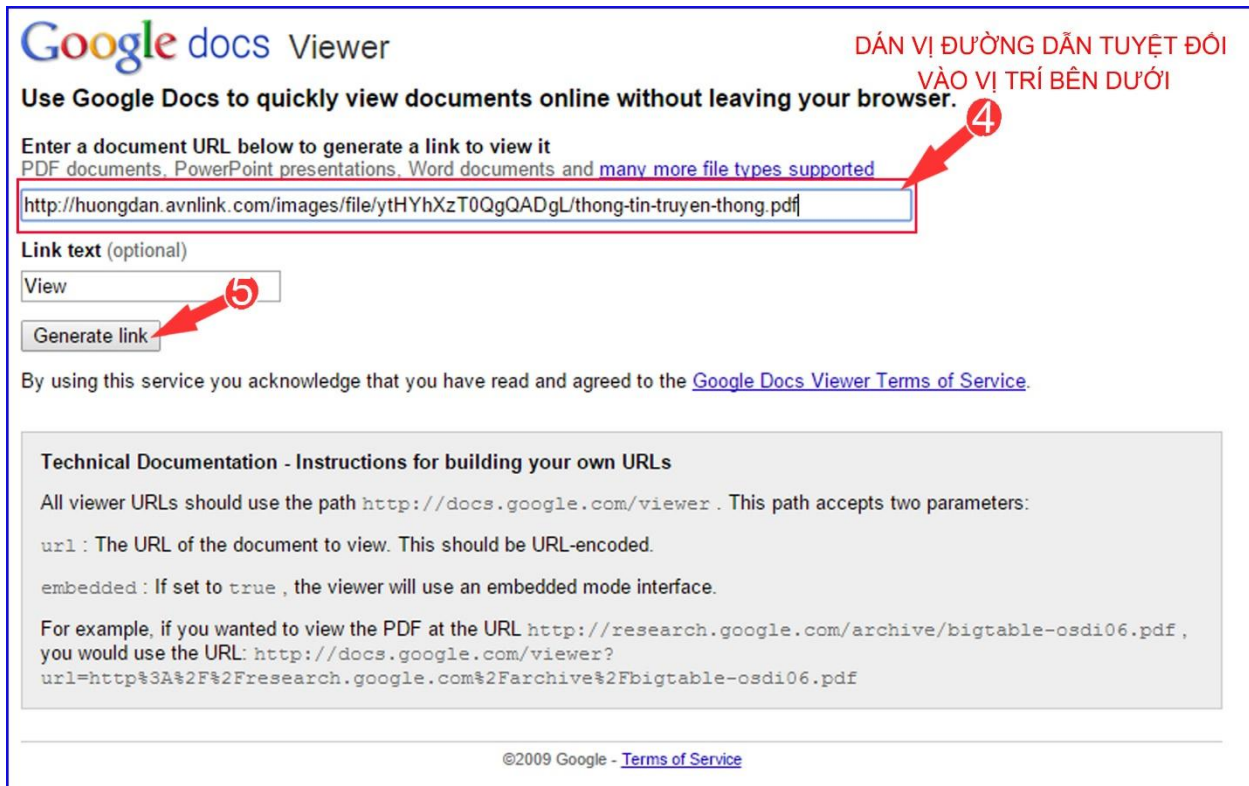 Google docs Viewer
DÁN VỊ ĐƯỜNG DẪN TUYỆT ĐỐI
VÀO VỊ TRÍ BÊN DƯỚI
Use Google Docs to quickly view documents online without leaving your browser.
4
Enter a document URL below to generate a link to view it
PDF documents, PowerPoint presentations, Word documents and many more file types supported
http://huongdan.avnlink.com/images/file/ytHYhXzT0QgQADgL/thong-tin-truyen-thong.pdf
Link text (optional)
View
5
Generate link
By using this service you acknowledge that you have read and agreed to the Google Docs Viewer Terms of Service.
Technical Documentation - Instructions for building your own URLs
All viewer URLs should use the path http://docs.google.com/viewer . This path accepts two parameters:
url : The URL of the document to view. This should be URL-encoded.
embedded : If set to true , the viewer will use an embedded mode interface.
For example, if you wanted to view the PDF at the URL http://research.google.com/archive/bigtable-osdi06.pdf ,
you would use the URL: http://docs.google.com/viewer?
url=http%3A%2F%2Fresearch.google.com%2Farchive%2Fbigtable-osdi06.pdf
©2009 Google - Terms of Service